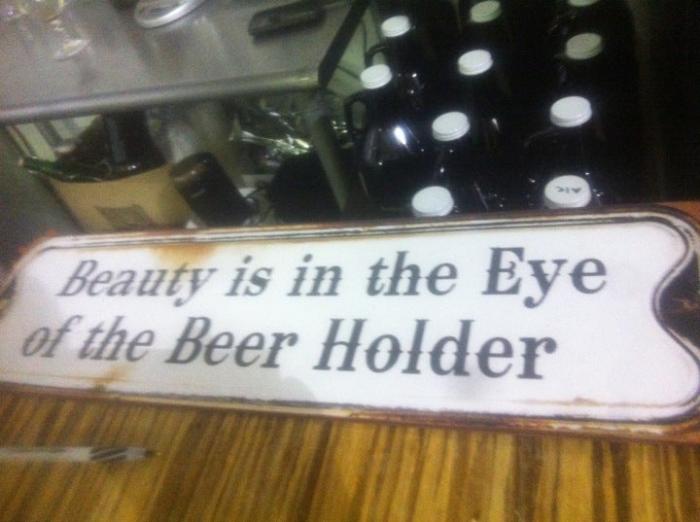 Beauty is in the Eye
of the Beer Holder